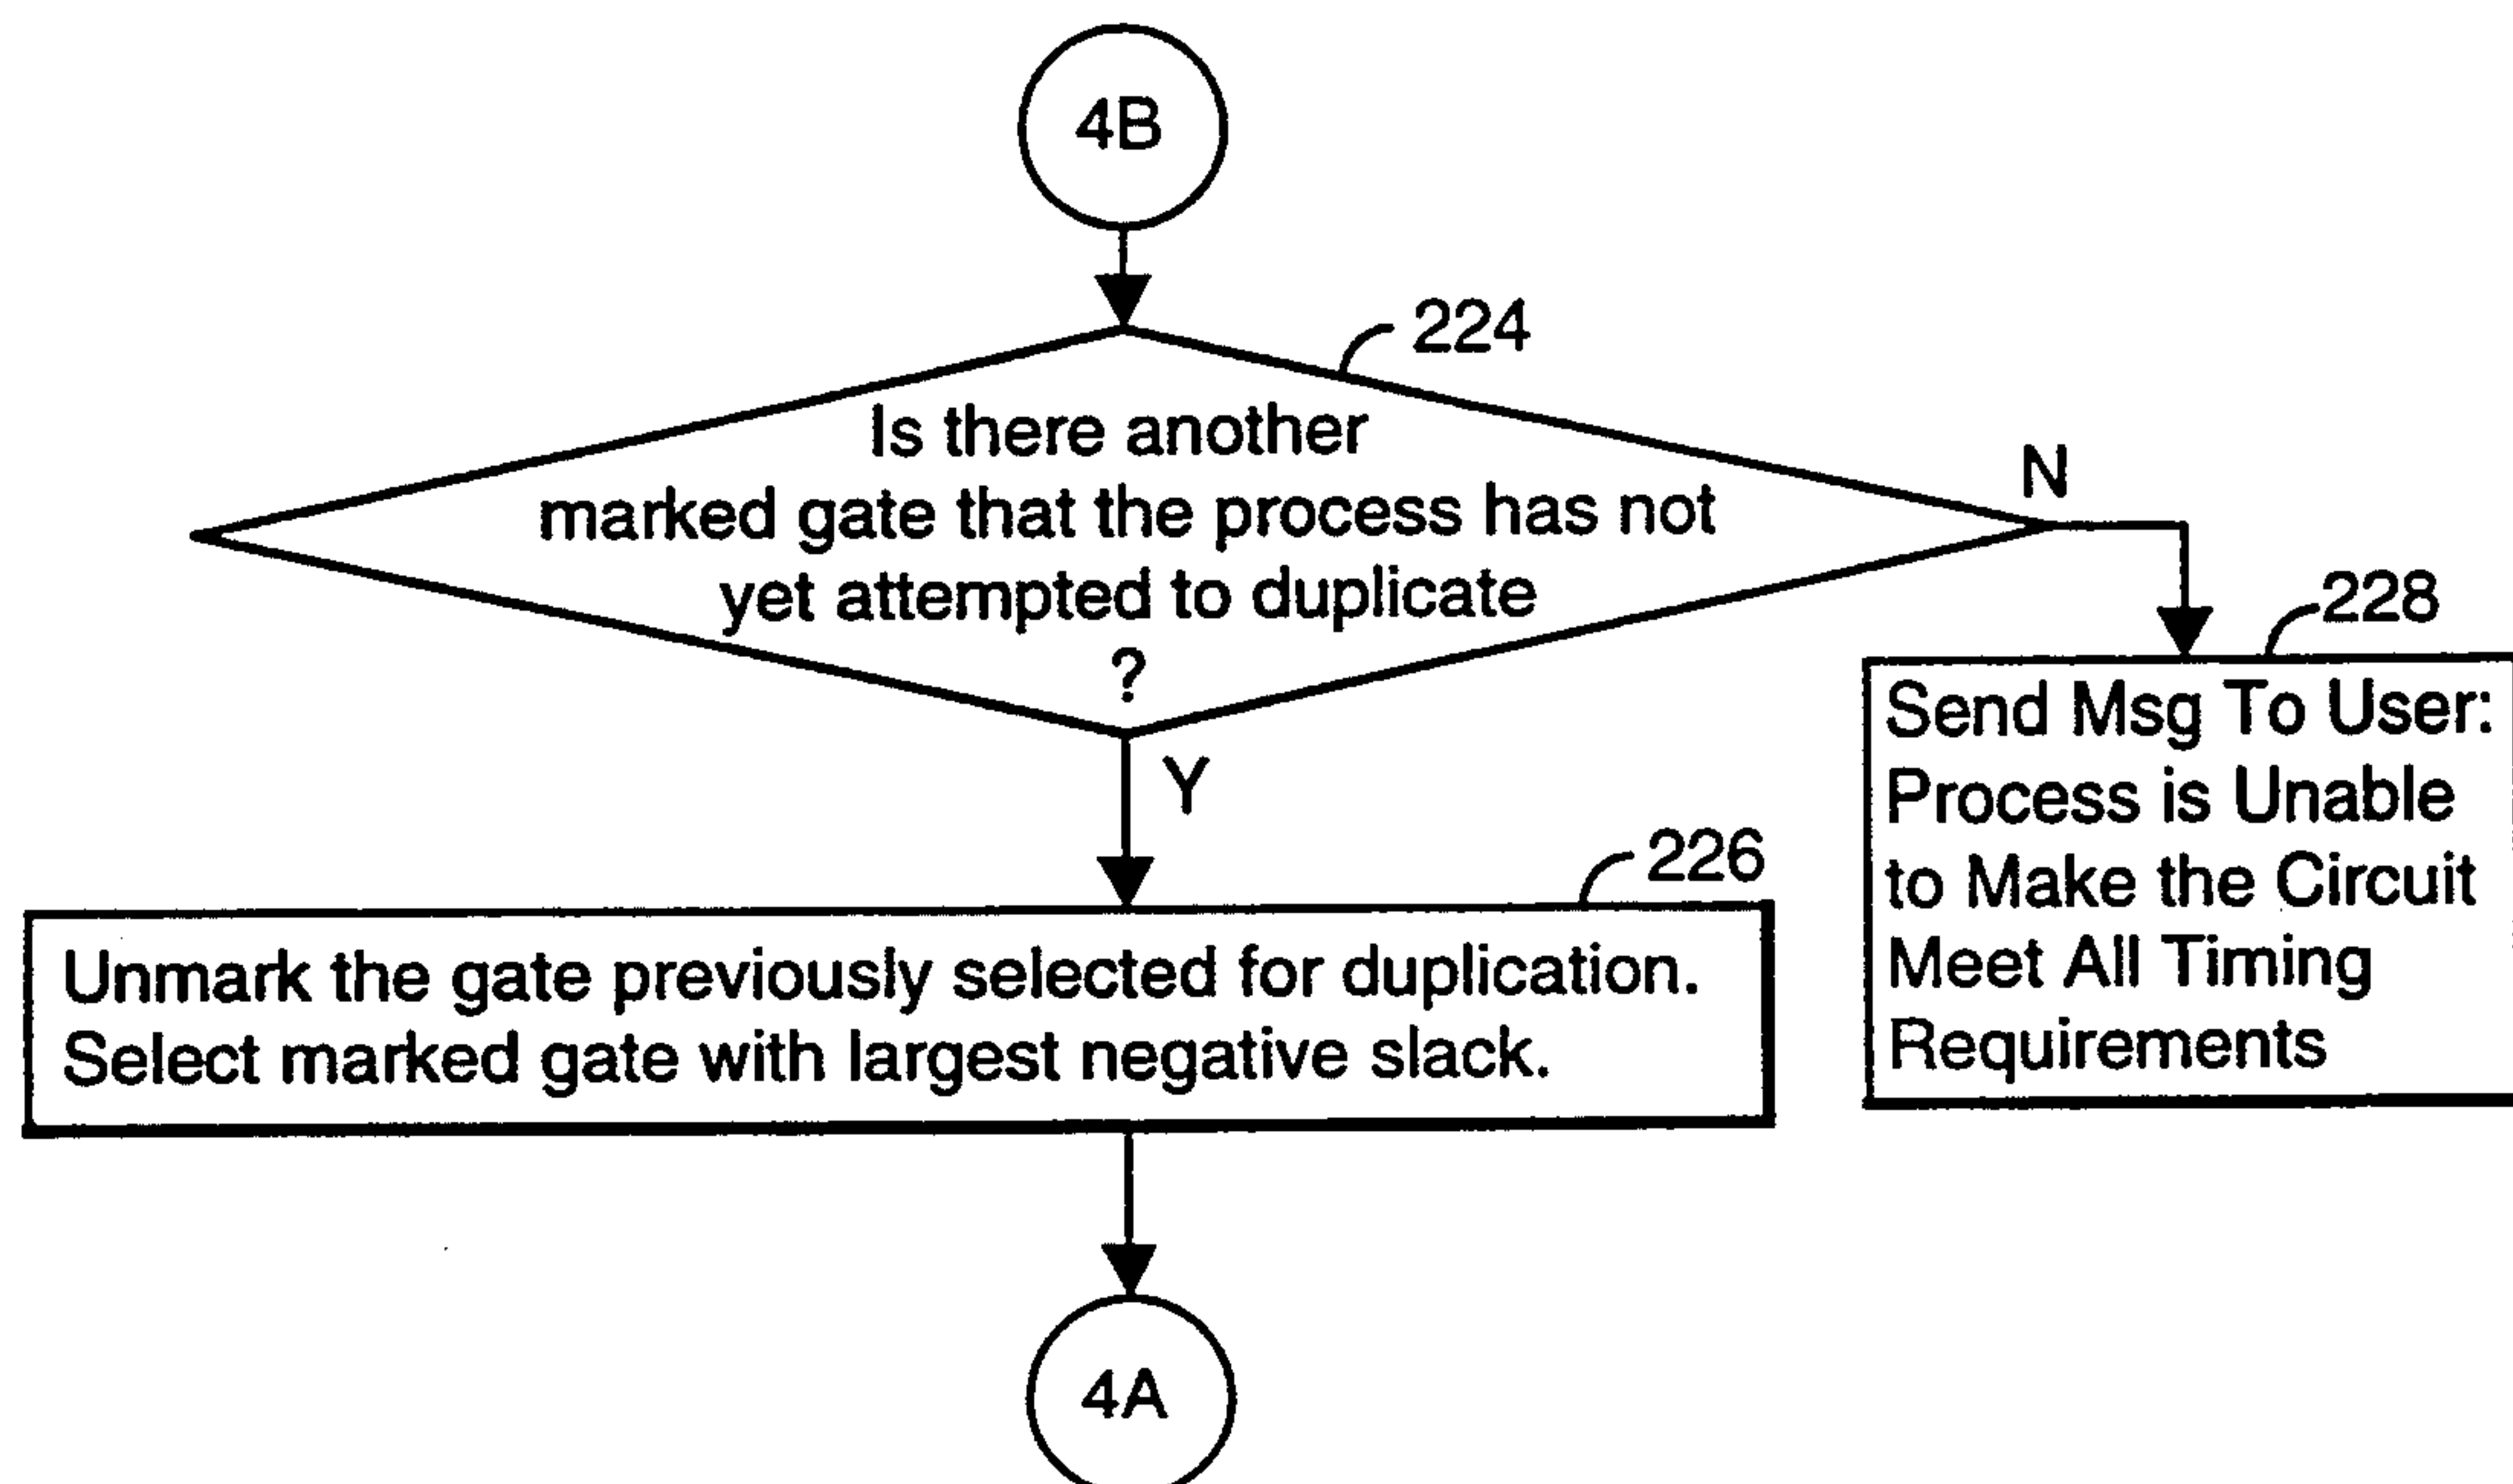 4B
224
Is there another
marked gate that the process has not
yet attempted to duplicate
?
N
Y
228
Send Msg To User:
Process is Unable
to Make the Circuit
Meet All Timing
Requirements
226
Unmark the gate previously selected for duplication.
Select marked gate with largest negative slack.
4A